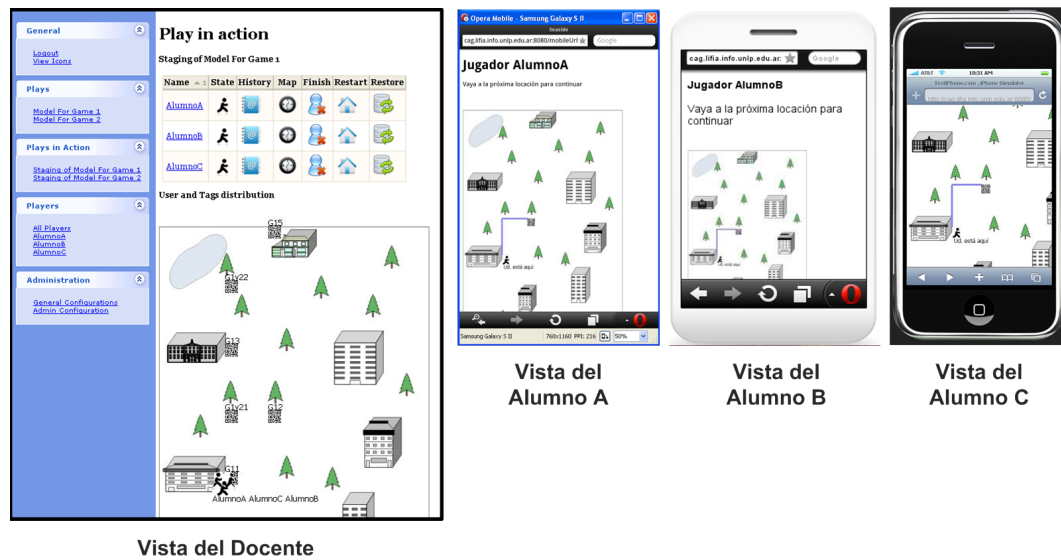 General
Logout
View Icons
Plays
Model For Game 1
Model For Game 2
Plays in Action
Staging of Model For Game 1
Staging of Model For Game 2
Players
All Players
AlumnoA
AlumnoB
AlumnoC
Administration
General Configurations
Admin Configuration
Play in action
Staging of Model For Game 1
Name 1 State History Map Finish Restart Restore
AlumnoA
AlumnoB
AlumnoC
User and Tags distribution
G15
G1y22
G13
G1y21 G12
G11
AlumnoA AlumnoC AlumnoB
Vista del Docente
Opera Mobile - Samsung Galaxy S II
Seaside
cag.lifia.info.unlp.edu.ar:8080/mobileUrl Google
Jugador AlumnoA
Vaya a la próxima locación para continuar
Ud. está aquí
Samsung Galaxy S II 760x1160 PPI: 216 50%
Vista del
Alumno A
cag.lifia.info.unlp.edu.ar: Google
Jugador AlumnoB
Vaya a la próxima locación para
continuar
Ud. está aquí
Vista del
Alumno B
AT&T 10:31 AM
TestiPhone.com - iPhone Simulator
Ud. está aquí
Vista del
Alumno C